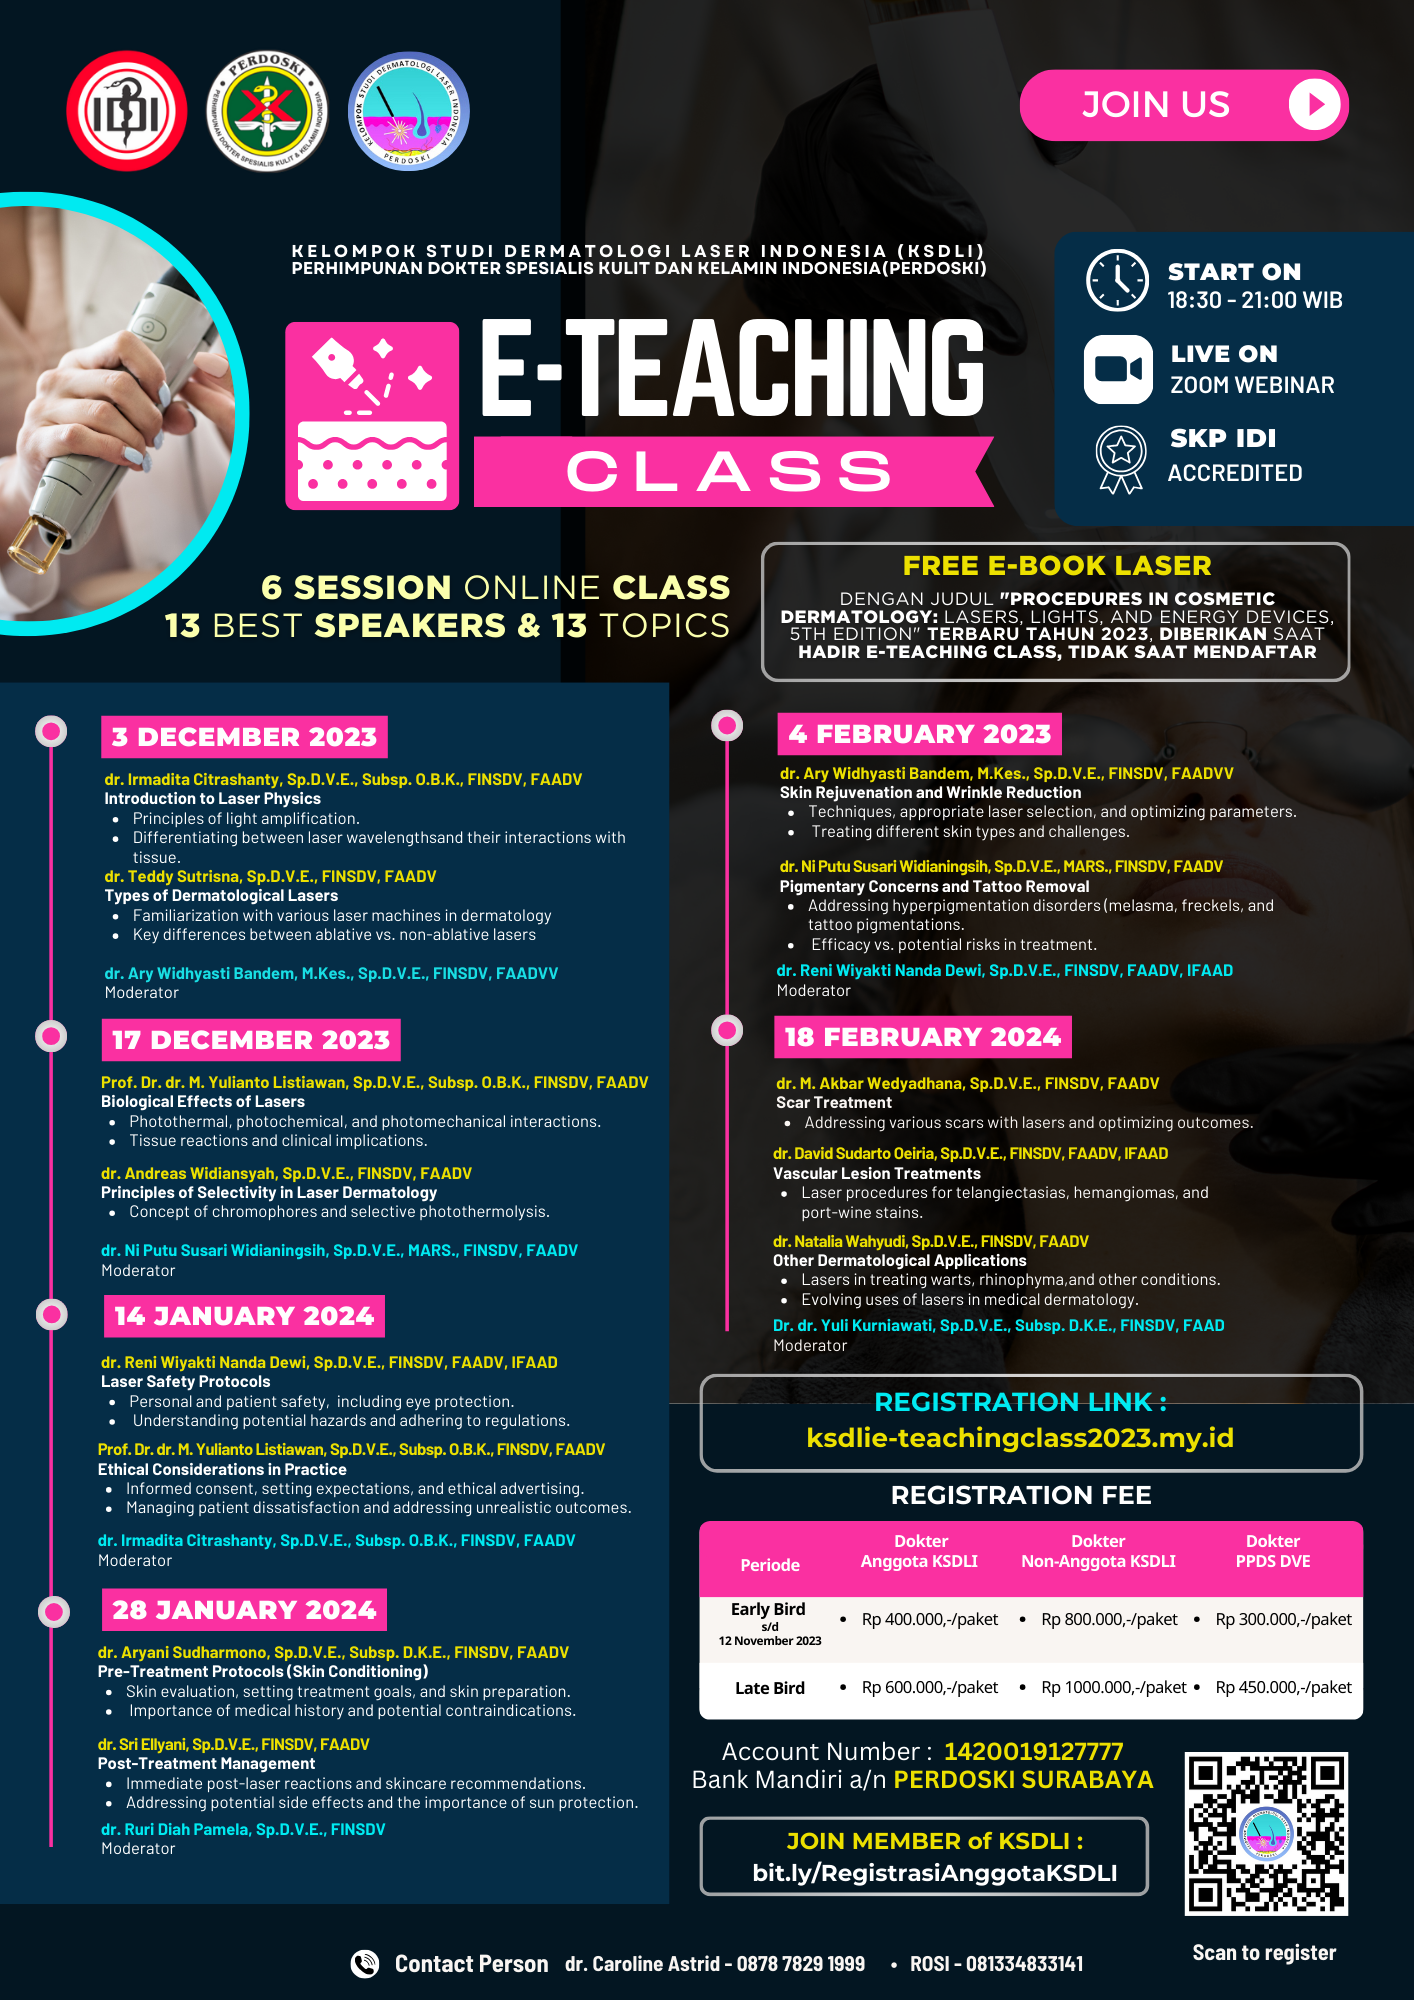 IDI
PERDOSKI
PERHIMPUNAN DOKTER SPESIALIS KULIT & KELAMIN INDONESIA
KELOMPOK STUDI DERMATOLOGI LASER INDONESIA
PERDOSKI
JOIN US
KELOMPOK STUDI DERMATOLOGI LASER INDONESIA (KSDLI)
PERHIMPUNAN DOKTER SPESIALIS KULIT DAN KELAMIN INDONESIA(PERDOSKI)
E-TEACHING
CLASS
START ON
18:30 - 21:00 WIB
LIVE ON
ZOOM WEBINAR
SKP IDI
ACCREDITED
6 SESSION ONLINE CLASS
13 BEST SPEAKERS & 13 TOPICS
FREE E-BOOK LASER
DENGAN JUDUL "PROCEDURES IN COSMETIC
DERMATOLOGY: LASERS, LIGHTS, AND ENERGY DEVICES,
5TH EDITION" TERBARU TAHUN 2023, DIBERIKAN SAAT
HADIR E-TEACHING CLASS, TIDAK SAAT MENDAFTAR
3 DECEMBER 2023
dr. Irmadita Citrashanty, Sp.D.V.E., Subsp. O.B.K., FINSDV, FAADV
Introduction to Laser Physics
• Principles of light amplification.
• Differentiating between laser wavelengthsand their interactions with
tissue.
dr. Teddy Sutrisna, Sp.D.V.E., FINSDV, FAADV
Types of Dermatological Lasers
• Familiarization with various laser machines in dermatology
• Key differences between ablative vs. non-ablative lasers
dr. Ary Widhyasti Bandem, M.Kes., Sp.D.V.E., FINSDV, FAADVV
Moderator
17 DECEMBER 2023
Prof. Dr. dr. M. Yulianto Listiawan, Sp.D.V.E., Subsp. O.B.K., FINSDV, FAADV
Biological Effects of Lasers
• Photothermal, photochemical, and photomechanical interactions.
• Tissue reactions and clinical implications.
dr. Andreas Widiansyah, Sp.D.V.E., FINSDV, FAADV
Principles of Selectivity in Laser Dermatology
• Concept of chromophores and selective photothermolysis.
dr. Ni Putu Susari Widianingsih, Sp.D.V.E., MARS., FINSDV, FAADV
Moderator
14 JANUARY 2024
dr. Reni Wiyakti Nanda Dewi, Sp.D.V.E., FINSDV, FAADV, IFAAD
Laser Safety Protocols
• Personal and patient safety, including eye protection.
• Understanding potential hazards and adhering to regulations.
Prof. Dr. dr. M. Yulianto Listiawan, Sp.D.V.E., Subsp. O.B.K., FINSDV, FAADV
Ethical Considerations in Practice
• Informed consent, setting expectations, and ethical advertising.
• Managing patient dissatisfaction and addressing unrealistic outcomes.
dr. Irmadita Citrashanty, Sp.D.V.E., Subsp. O.B.K., FINSDV, FAADV
Moderator
28 JANUARY 2024
dr. Aryani Sudharmono, Sp.D.V.E., Subsp. D.K.E., FINSDV, FAADV
Pre-Treatment Protocols (Skin Conditioning)
• Skin evaluation, setting treatment goals, and skin preparation.
• Importance of medical history and potential contraindications.
dr. Sri Ellyani, Sp.D.V.E., FINSDV, FAADV
Post-Treatment Management
• Immediate post-laser reactions and skincare recommendations.
• Addressing potential side effects and the importance of sun protection.
dr. Ruri Diah Pamela, Sp.D.V.E., FINSDV
Moderator
4 FEBRUARY 2023
dr. Ary Widhyasti Bandem, M.Kes., Sp.D.V.E., FINSDV, FAADVV
Skin Rejuvenation and Wrinkle Reduction
• Techniques, appropriate laser selection, and optimizing parameters.
• Treating different skin types and challenges.
dr. Ni Putu Susari Widianingsih, Sp.D.V.E., MARS., FINSDV, FAADV
Pigmentary Concerns and Tattoo Removal
• Addressing hyperpigmentation disorders (melasma, freckels, and
tattoo pigmentations.
• Efficacy vs. potential risks in treatment.
dr. Reni Wiyakti Nanda Dewi, Sp.D.V.E., FINSDV, FAADV, IFAAD
Moderator
18 FEBRUARY 2024
dr. M. Akbar Wedyadhana, Sp.D.V.E., FINSDV, FAADV
Scar Treatment
• Addressing various scars with lasers and optimizing outcomes.
dr. David Sudarto Oeiria, Sp.D.V.E., FINSDV, FAADV, IFAAD
Vascular Lesion Treatments
• Laser procedures for telangiectasias, hemangiomas, and
port-wine stains.
dr. Natalia Wahyudi, Sp.D.V.E., FINSDV, FAADV
Other Dermatological Applications
• Lasers in treating warts, rhinophyma,and other conditions.
• Evolving uses of lasers in medical dermatology.
Dr. dr. Yuli Kurniawati, Sp.D.V.E., Subsp. D.K.E., FINSDV, FAAD
Moderator
REGISTRATION LINK :
ksdlie-teachingclass2023.my.id
REGISTRATION FEE
Periode
Dokter
Anggota KSDLI
Dokter
Non-Anggota KSDLI
Dokter
PPDS DVE
Early Bird
s/d
12 November 2023
• Rp 400.000,-/paket • Rp 800.000,-/paket • Rp 300.000,-/paket
Late Bird • Rp 600.000,-/paket • Rp 1000.000,-/paket • Rp 450.000,-/paket
Account Number : 1420019127777
Bank Mandiri a/n PERDOSKI SURABAYA
JOIN MEMBER of KSDLI :
bit.ly/RegistrasiAnggotaKSDLI
Scan to register
Contact Person dr. Caroline Astrid - 0878 7829 1999 • ROSI - 081334833141